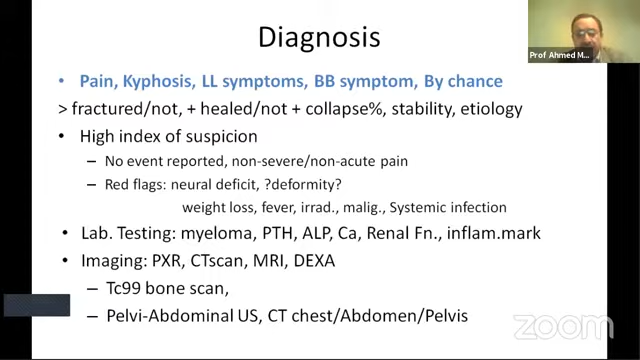 Diagnosis
Prof Ahmed M...
• Pain, Kyphosis, LL symptoms, BB symptom, By chance
> fractured/not, + healed/not + collapse%, stability, etiology
• High index of suspicion
– No event reported, non-severe/non-acute pain
– Red flags: neural deficit, ?deformity?
weight loss, fever, irrad., malig., Systemic infection
• Lab. Testing: myeloma, PTH, ALP, Ca, Renal Fn., inflam.mark
• Imaging: PXR, CTscan, MRI, DEXA
– Tc99 bone scan,
– Pelvi-Abdominal US, CT chest/Abdomen/Pelvis
zoom